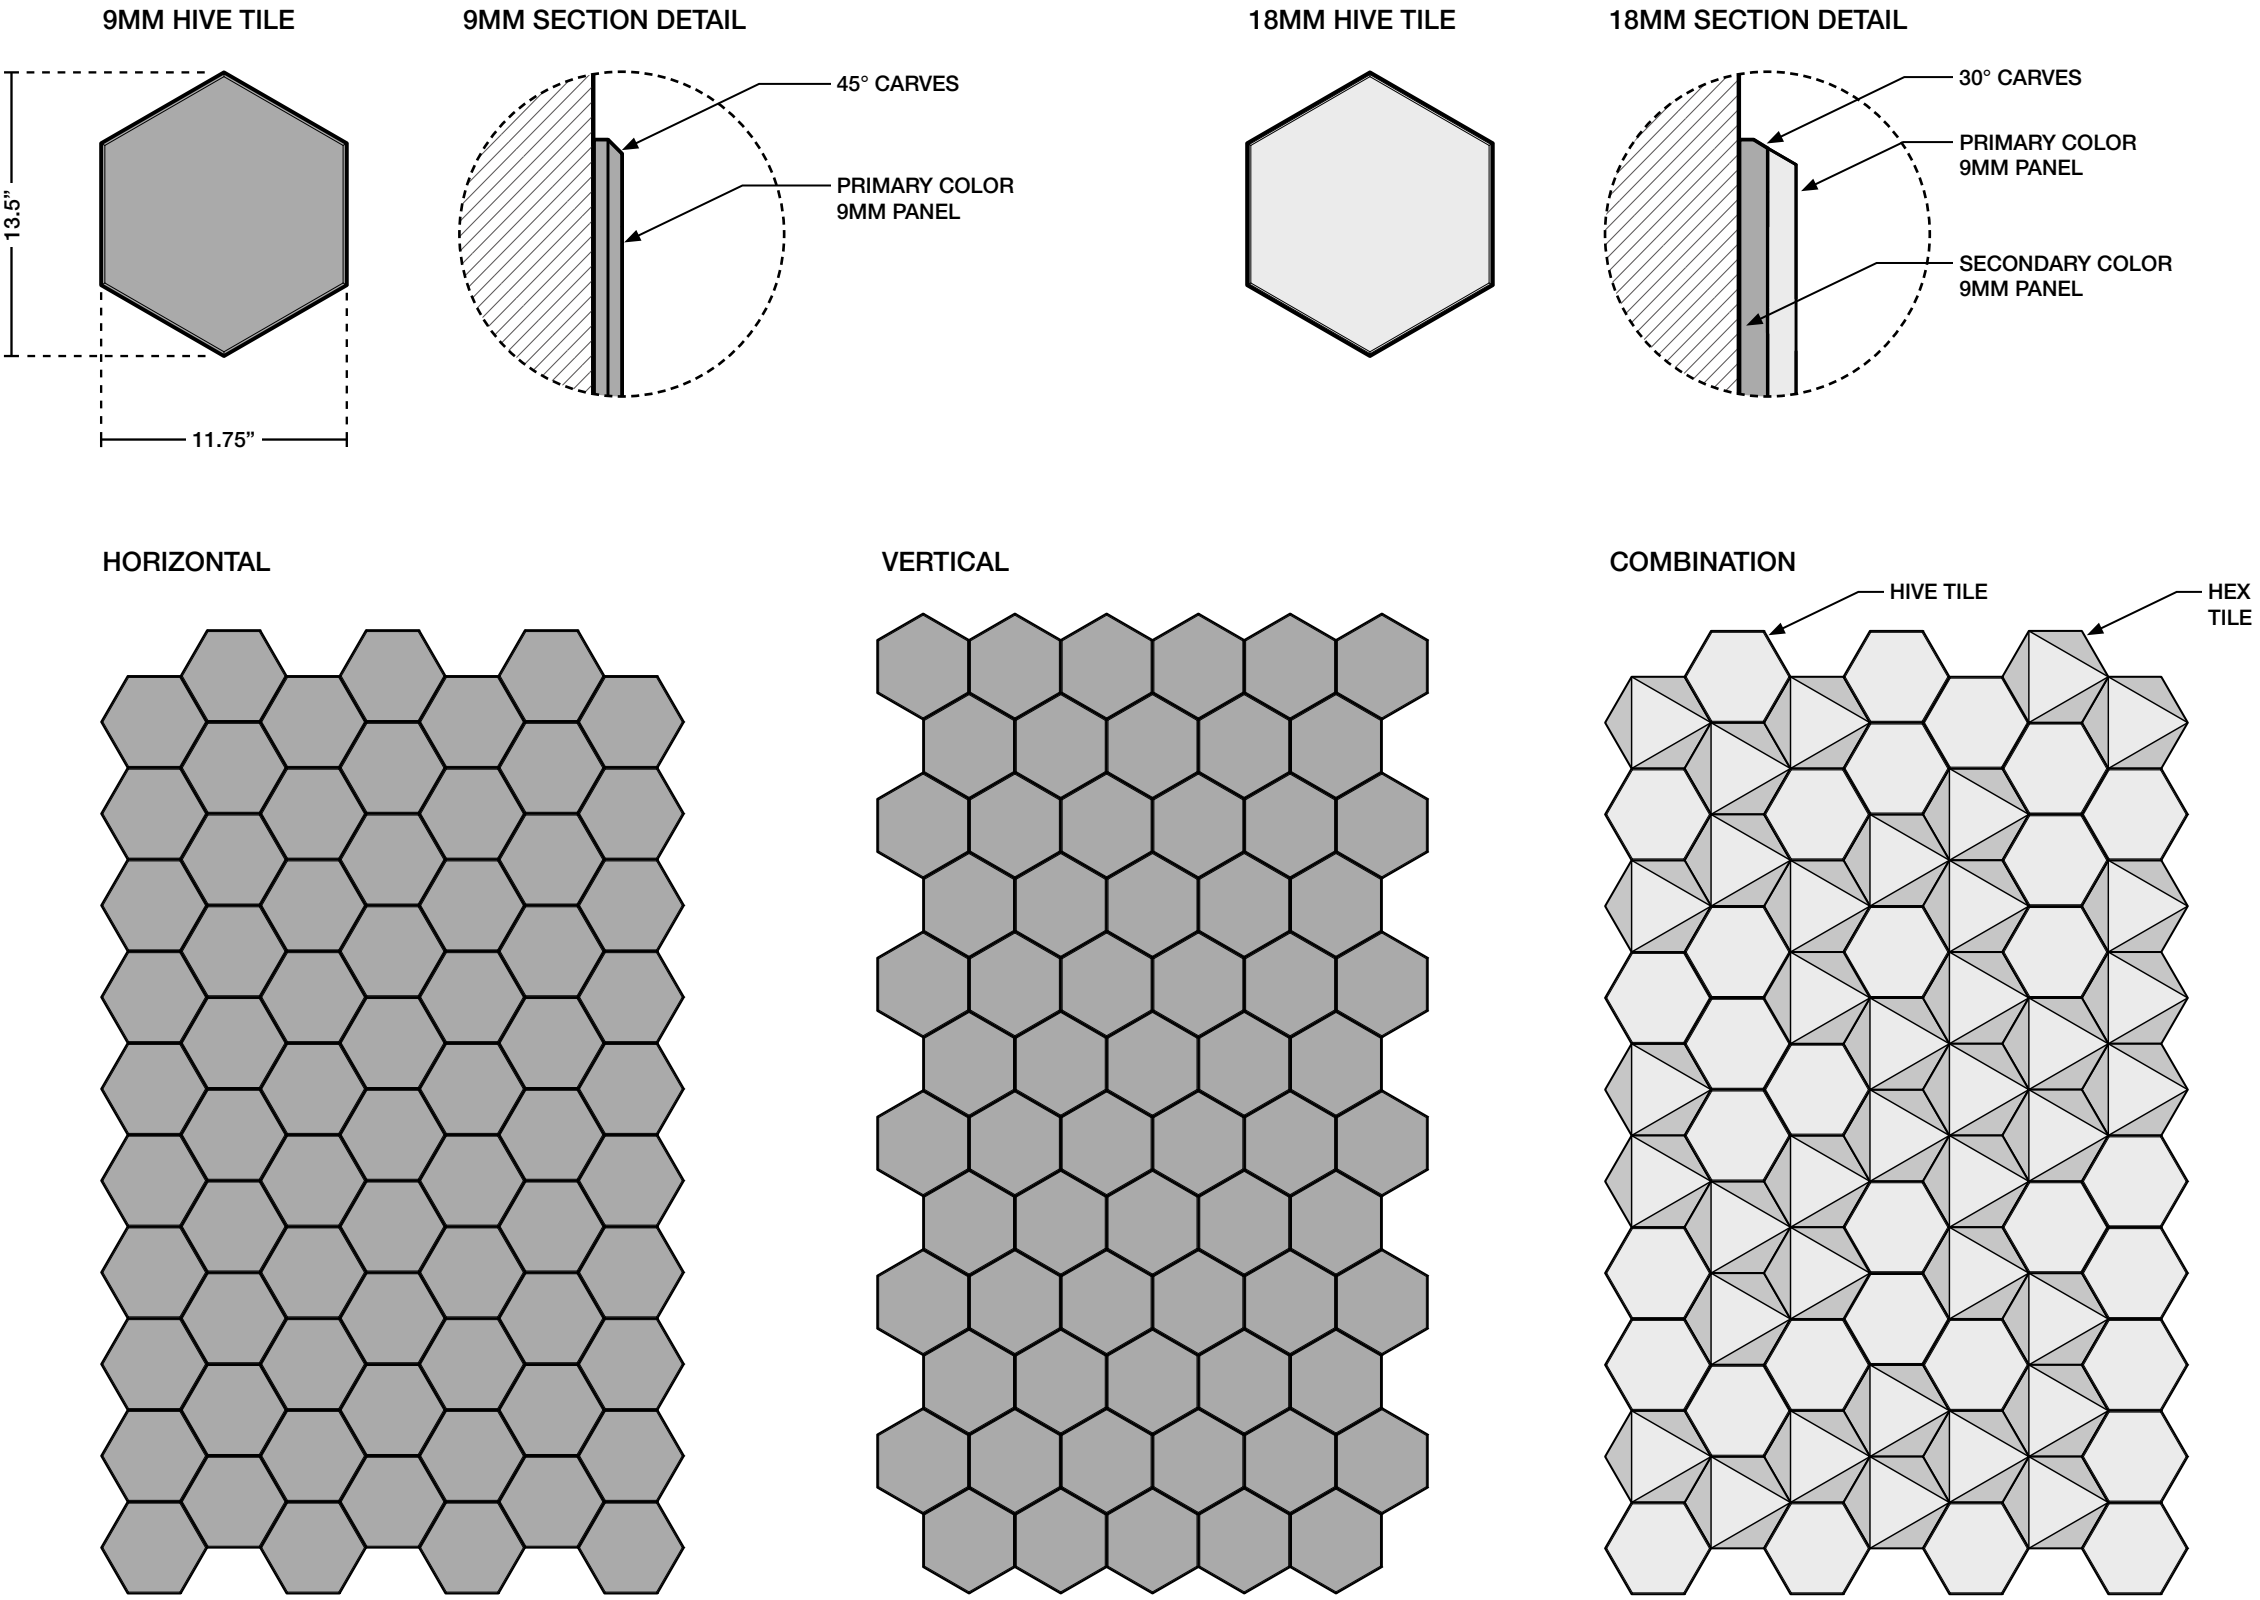 9MM HIVE TILE
9MM SECTION DETAIL
18MM HIVE TILE
18MM SECTION DETAIL
45° CARVES
PRIMARY COLOR
9MM PANEL
13.5”
11.75”
30° CARVES
PRIMARY COLOR
9MM PANEL
SECONDARY COLOR
9MM PANEL
HORIZONTAL
VERTICAL
COMBINATION
HIVE TILE
HEX
TILE